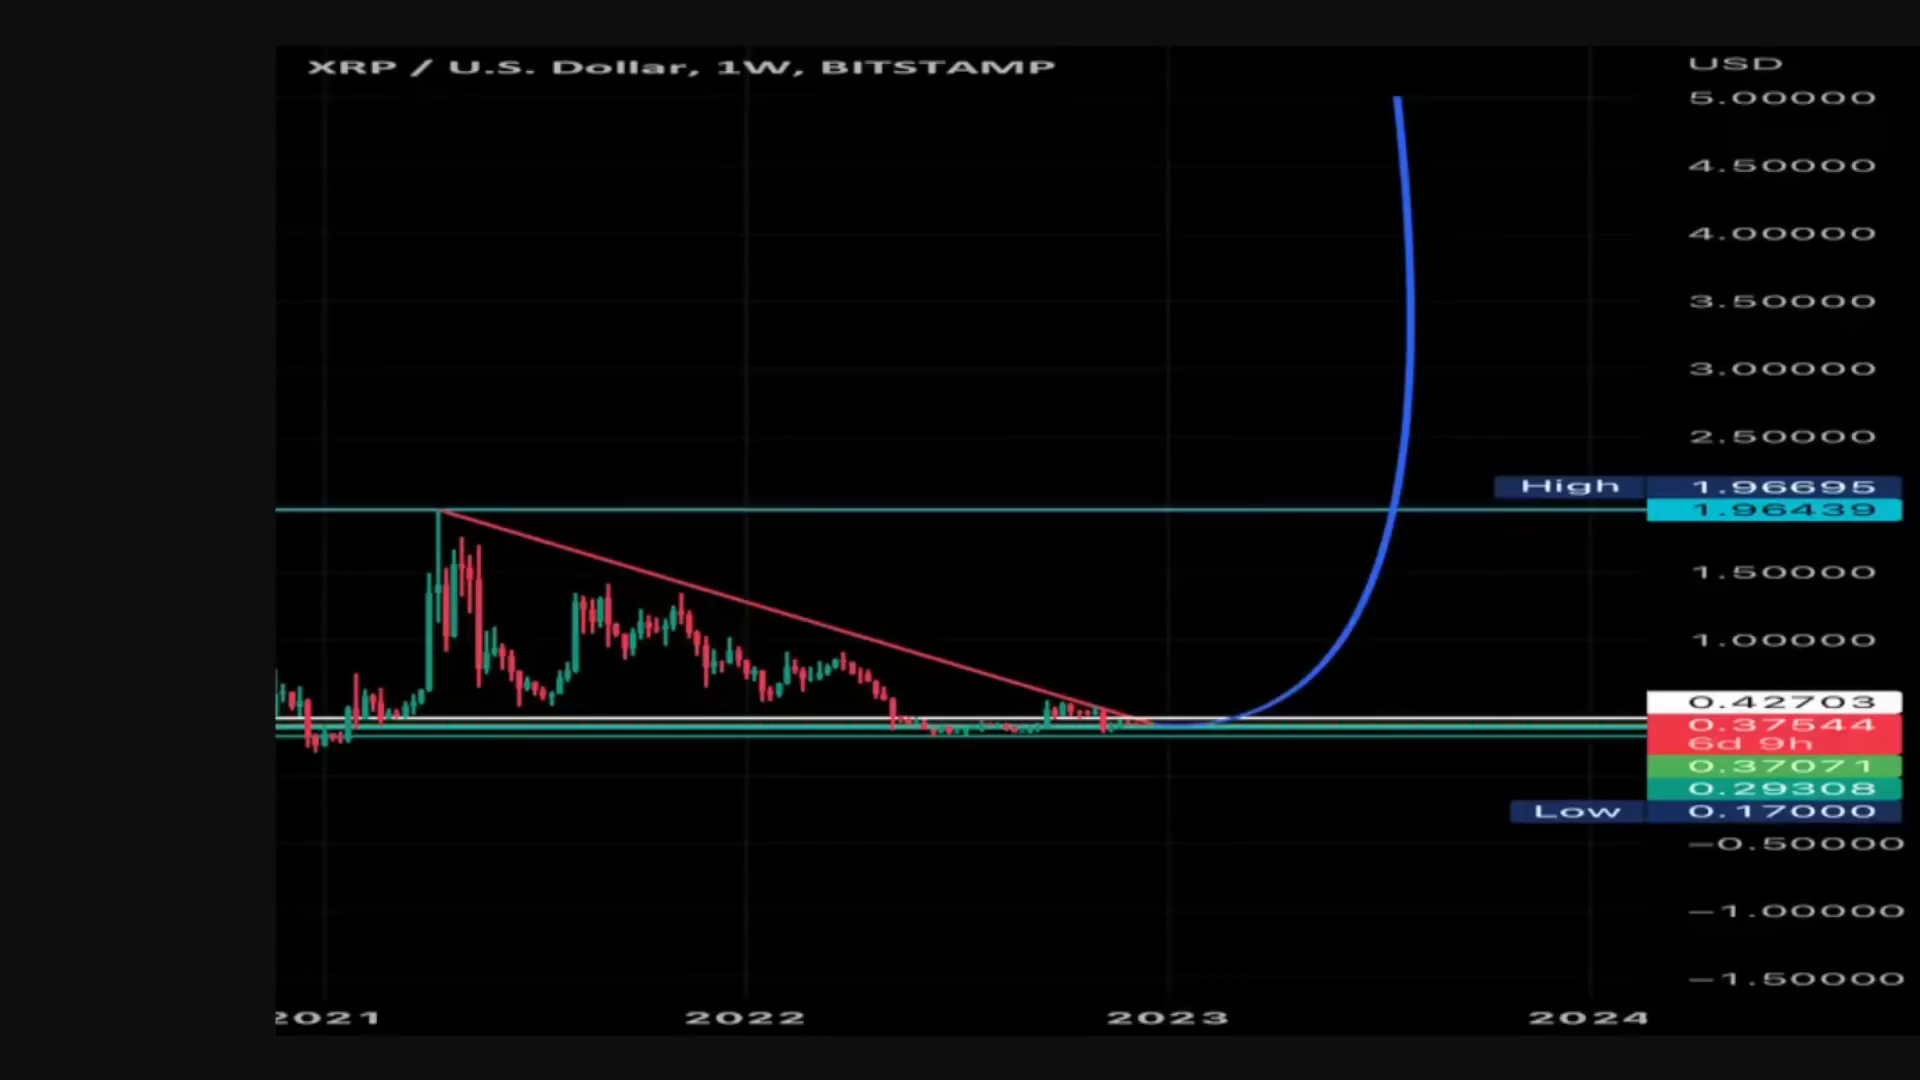 XRP / U.S. Dollar, 1W, BITSTAMP
USD
5.00000
4.50000
4.00000
3.50000
3.00000
2.50000
High 1.96695
1.96439
1.50000
1.00000
0.42703
0.37544
6d 9h
0.37071
0.29308
Low 0.17000
−0.50000
−1.00000
−1.50000
2021 2022 2023 2024